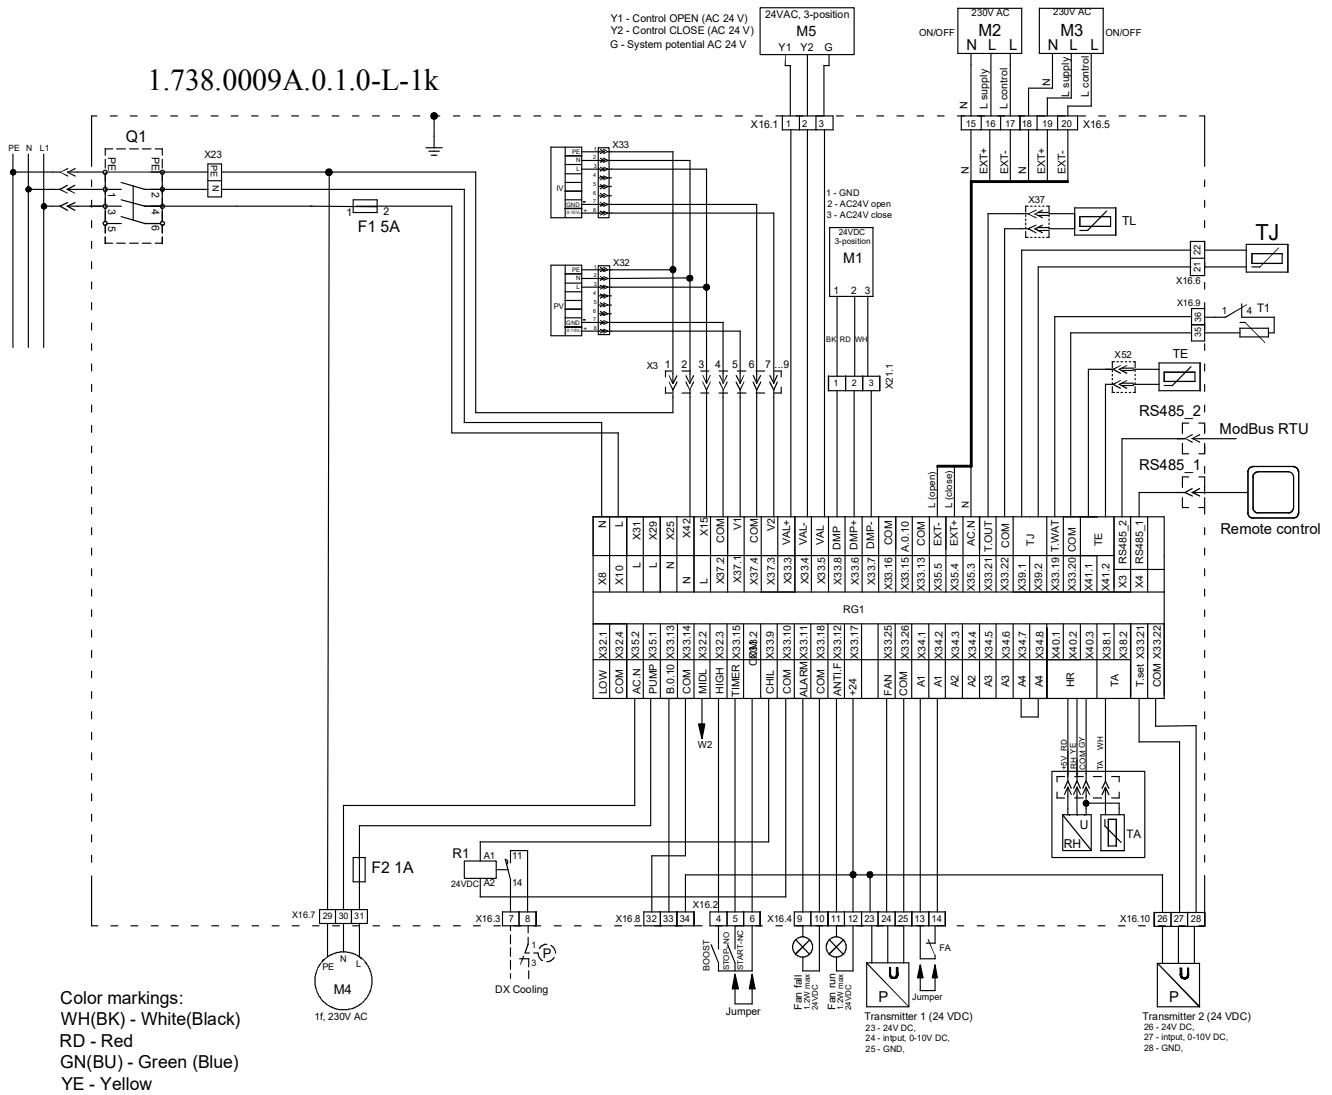 Y1 - Control OPEN (AC 24 V)
Y2 - Control CLOSE (AC 24 V)
G - System potential AC 24 V
24VAC, 3-position
M5
Y1 Y2 G
ON/OFF
230V AC
M2
N L L
230V AC
M3
N L L
ON/OFF
N
L supply
L control
N
L supply
L control
1.738.0009A.0.1.0-L-1k
X16.1
1 2 3
15 16 17 18 19 20
X16.5
N
EXT+
EXT-
N
EXT+
EXT-
PE N L1
Q1
PE PE
1 2
3 4
5 6
X23
PE
N
1 2
F1 5A
X33
PE
N
L
IV
GND
0-10V
1
2
3
4
5
6
7
8
X32
PE
N
L
PV
GND
0-10V
1
2
3
4
5
6
7
8
X3 1 2 3 4 5 6 7 ...9
1 - GND
2 - AC24V open
3 - AC24V close
24VDC
3-position
M1
1 2 3
BK RD WH
1 2 3
X21.1
X37
TL
TJ
22
21
X16.6
X16.9
36
35
1 4 T1
X52
TE
RS485_2
ModBus RTU
RS485_1
Remote control
L (open)
L (close)
N
N L X31 X29 X25 X42 X15 COM V1 COM V2 VAL+ VAL- VAL DMP DMP+ DMP- COM A.0.10 COM EXT- EXT+ AC.N T.OUT COM TJ T.WAT COM TE RS485_2 RS485_1
X8 X10 L L N N L X37.2 X37.1 X37.4 X37.3 X33.3 X33.4 X33.5 X33.8 X33.6 X33.7 X33.16 X33.15 X33.13 X35.5 X35.4 X35.3 X33.21 X33.22 X39.1 X39.2 X33.19 X33.20 X41.1 X41.2 X3 X4
RG1
X32.1 X32.4 X35.2 X35.1 X33.13 X33.14 X32.2 X32.3 X33.15 X33.9 X33.10 X33.11 X33.18 X33.12 X33.17 X33.25 X33.26 X34.1 X34.2 X34.3 X34.4 X34.5 X34.6 X34.7 X34.8 X40.1 X40.2 X40.3 X38.1 X38.2 X33.21 X33.22
LOW COM AC.N PUMP B.0.10 COM MIDL HIGH TIMER COM CHIL COM ALARM COM ANTI.F +24 FAN COM A1 A1 A2 A2 A3 A3 A4 A4 HR TA T.set COM
W2
+5V RD
RH YE
COM GY
TA WH
U
RH
TA
R1
A1
A2
24VDC
11
14
F2 1A
X16.7 29 30 31
X16.3 7 8
X16.8 32 33 34
X16.2
4 5 6
X16.4 9 10 11 12 23 24 25 13 14
X16.10 26 27 28
PE N L
M4
1f, 230V AC
1
3
P
DX Cooling
BOOST
STOP-NO
START-NC
Jumper
Fan fail
1.2W max
24VDC
Fan run
1.2W max
24VDC
U
P
FA
Jumper
Transmitter 1 (24 VDC)
23 - 24V DC,
24 - intput, 0-10V DC,
25 - GND,
U
P
Transmitter 2 (24 VDC)
26 - 24V DC,
27 - intput, 0-10V DC,
28 - GND,
Color markings:
WH(BK) - White(Black)
RD - Red
GN(BU) - Green (Blue)
YE - Yellow